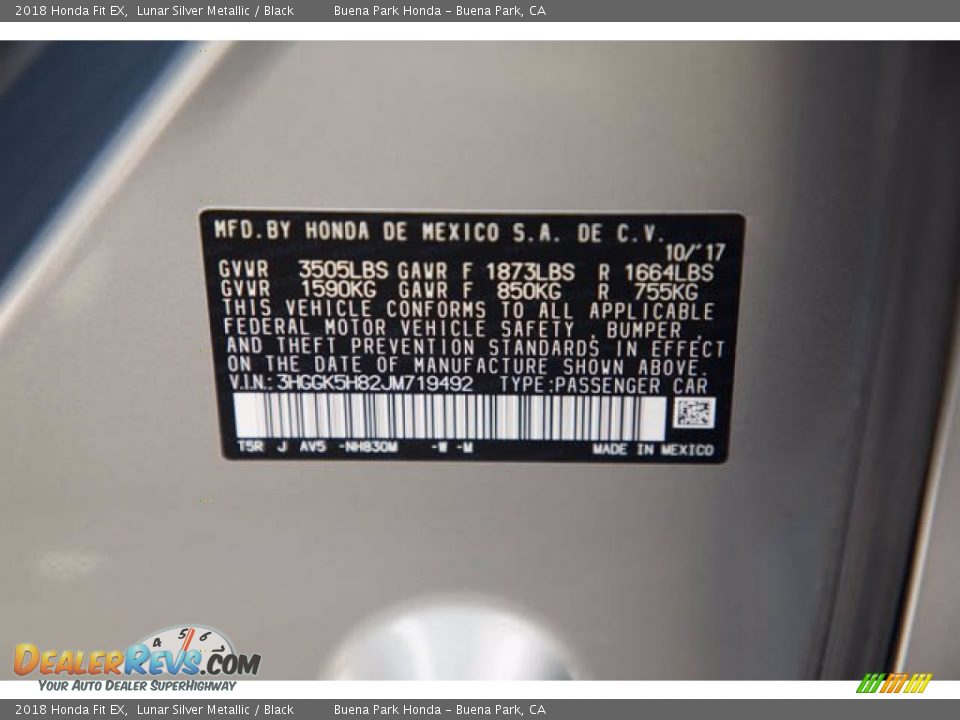 2018 Honda Fit EX, Lunar Silver Metallic / Black Buena Park Honda - Buena Park, CA
MFD.BY HONDA DE MEXICO S.A. DE C.V.
10/'17
GVWR 3505LBS GAWR F 1873LBS R 1664LBS
GVWR 1590KG GAWR F 850KG R 755KG
THIS VEHICLE CONFORMS TO ALL APPLICABLE
FEDERAL MOTOR VEHICLE SAFETY , BUMPER ,
AND THEFT PREVENTION STANDARDS IN EFFECT
ON THE DATE OF MANUFACTURE SHOWN ABOVE.
V.I.N.: 3HGGK5H82JM719492 TYPE:PASSENGER CAR
T5R J AV5 -NH830M -W -M MADE IN MEXICO
4 5 6
DEALERREVS.COM
YOUR AUTO DEALER SUPERHIGHWAY
2018 Honda Fit EX, Lunar Silver Metallic / Black Buena Park Honda - Buena Park, CA